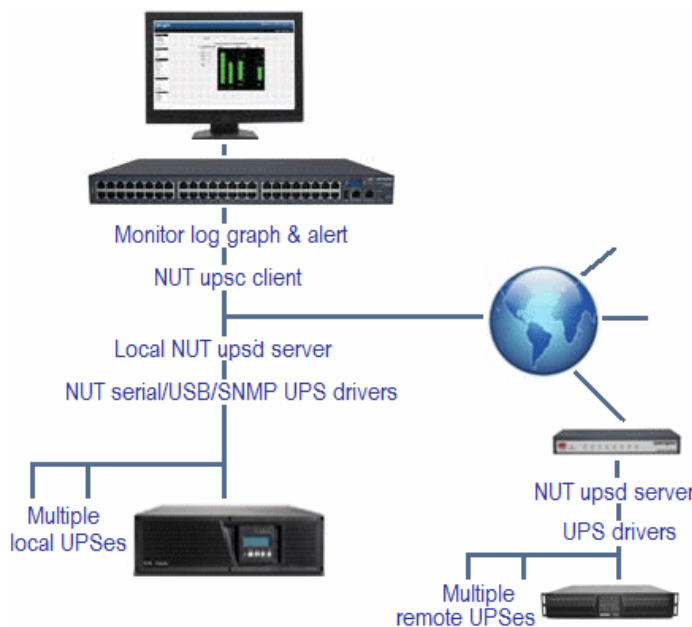 Monitor log graph & alert
NUT upsc client
Local NUT upsd server
NUT serial/USB/SNMP UPS drivers
Multiple
local UPSes
NUT upsd server
UPS drivers
Multiple
remote UPSes